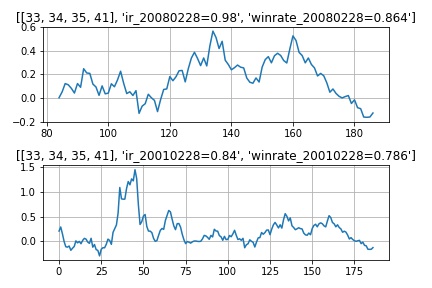 [[33, 34, 35, 41], 'ir_20080228=0.98', 'winrate_20080228=0.864']
0.6
0.4
0.2
0.0
−0.2
80 100 120 140 160 180
[[33, 34, 35, 41], 'ir_20010228=0.84', 'winrate_20010228=0.786']
1.5
1.0
0.5
0.0
0 25 50 75 100 125 150 175